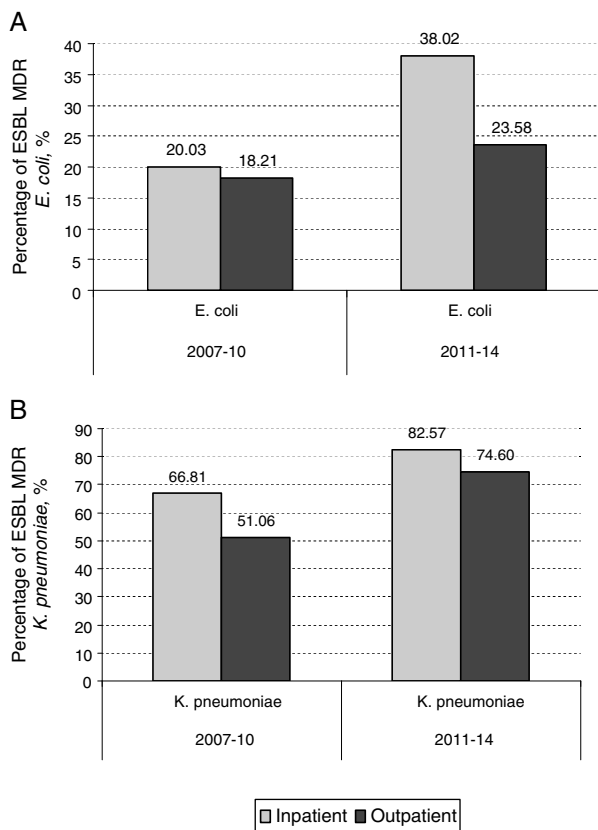 A
Percentage of ESBL MDR
E. coli, %
40
35
30
25
20
15
10
5
0
20.03
18.21
38.02
23.58
E. coli
E. coli
2007-10
2011-14
B
Percentage of ESBL MDR
K. pneumoniae, %
90
80
70
60
50
40
30
20
10
0
66.81
51.06
82.57
74.60
K. pneumoniae
K. pneumoniae
2007-10
2011-14
Inpatient
Outpatient